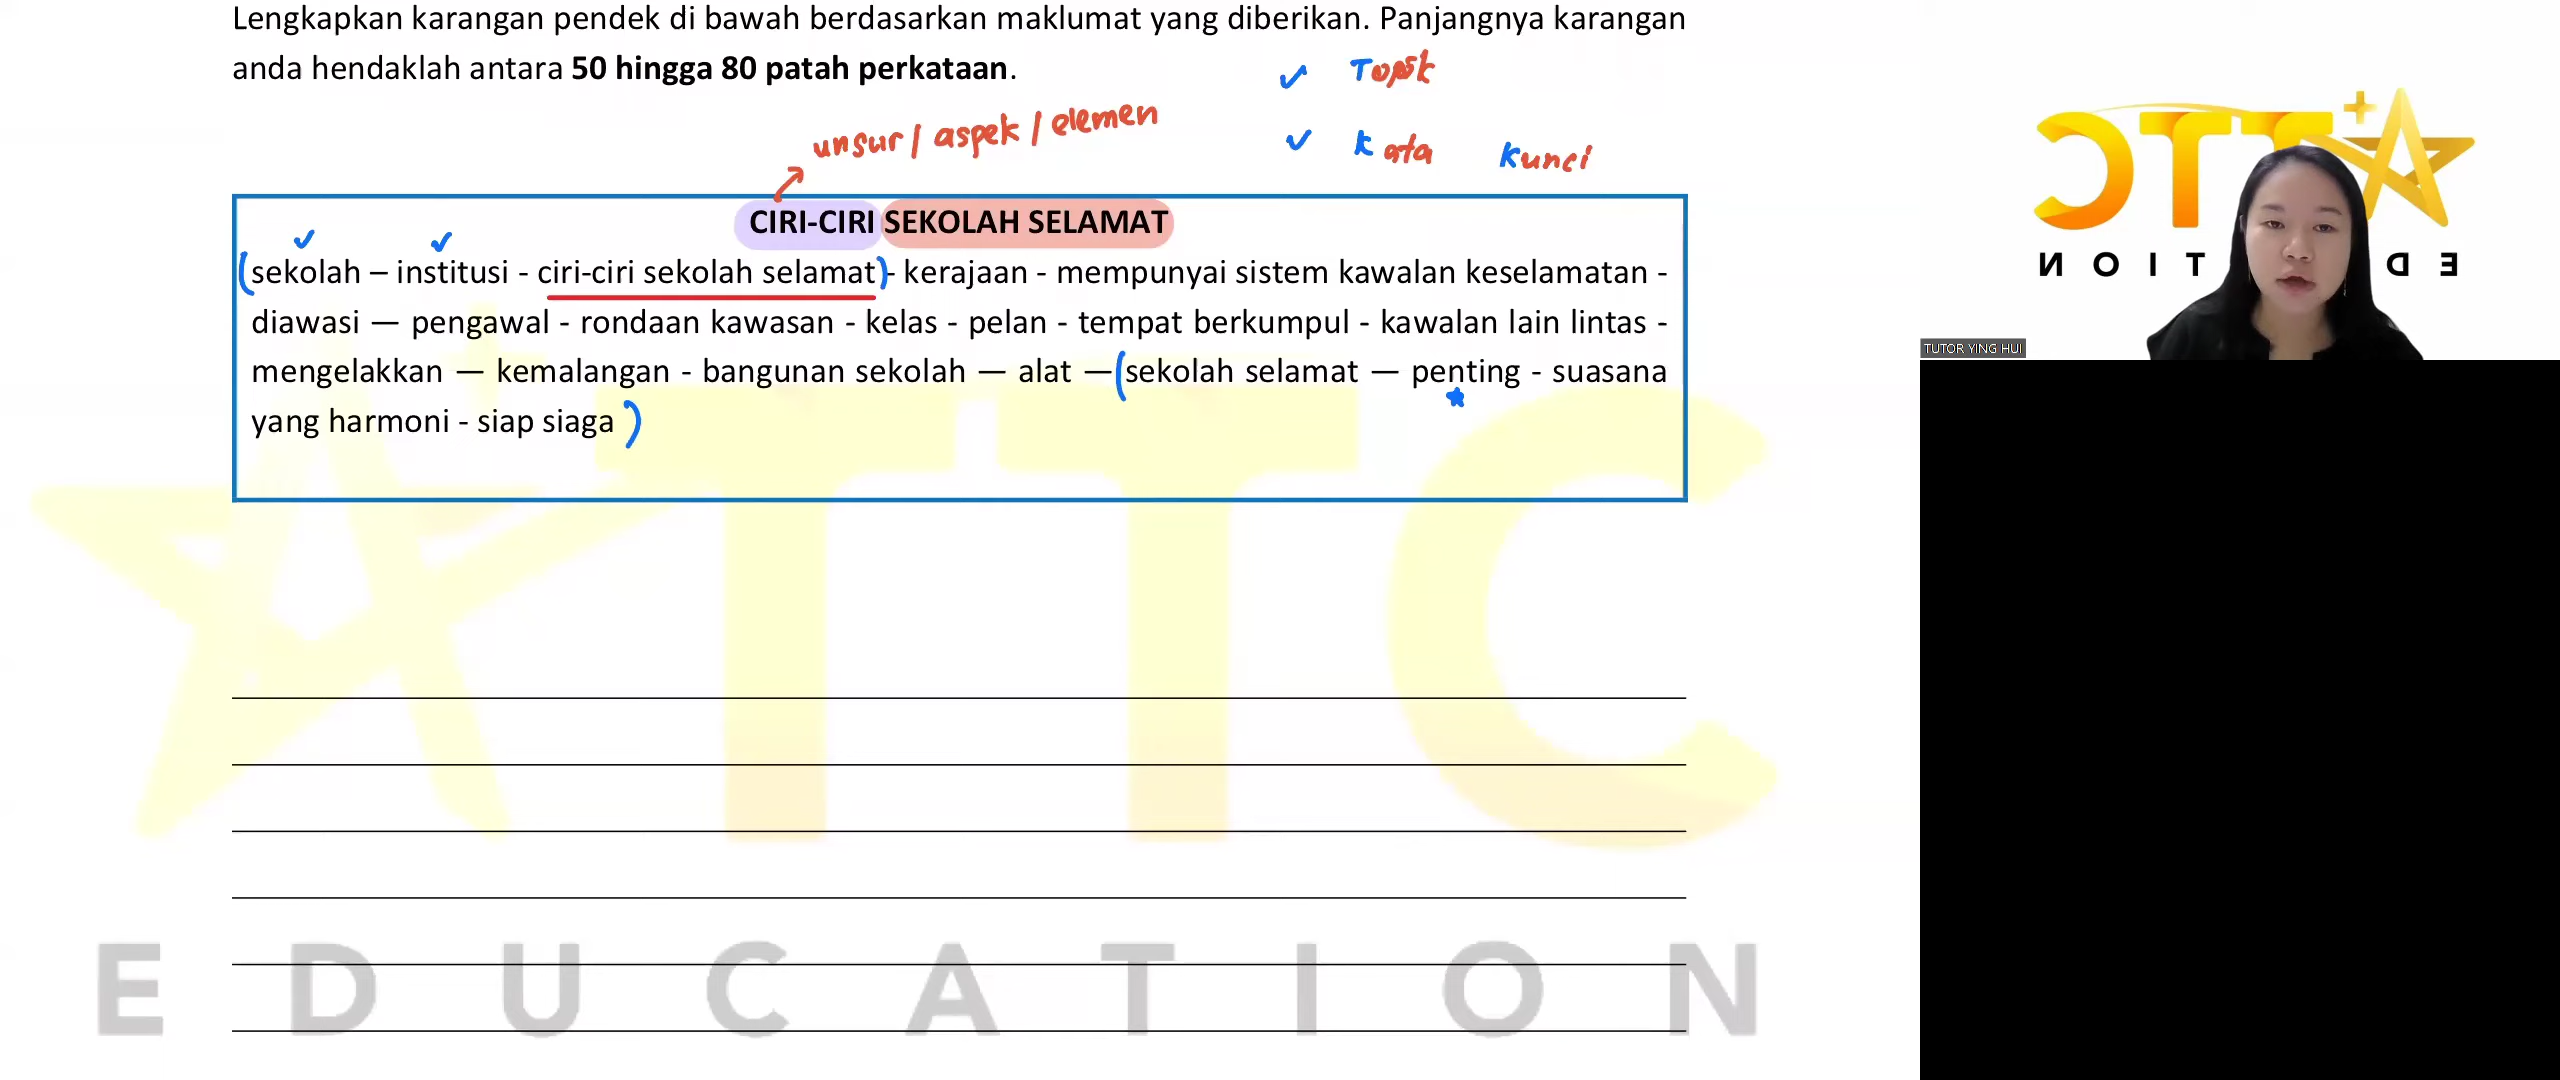 Lengkapkan karangan pendek di bawah berdasarkan maklumat yang diberikan. Panjangnya karangan
anda hendaklah antara 50 hingga 80 patah perkataan.
✓ Topik
unsur / aspek / elemen
✓ Kata Kunci
CIRI-CIRI SEKOLAH SELAMAT
(sekolah – institusi - ciri-ciri sekolah selamat)- kerajaan - mempunyai sistem kawalan keselamatan -
diawasi — pengawal - rondaan kawasan - kelas - pelan - tempat berkumpul - kawalan lain lintas -
mengelakkan — kemalangan - bangunan sekolah — alat —(sekolah selamat — penting - suasana
yang harmoni - siap siaga)
TTC
EDUCATION
TTC
EDUCATION
TUTOR YING HUI